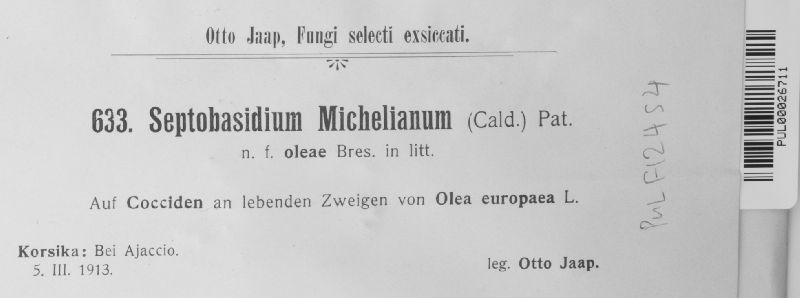 Otto Jaap, Fungi selecti exsiccati.
633. Septobasidium Michelianum (Cald.) Pat.
n. f. oleae Bres. in litt.
Auf Cocciden an lebenden Zweigen von Olea europaea L.
Korsika: Bei Ajaccio.
5. III. 1913.
leg. Otto Jaap.
PUL F12454
PUL00026711